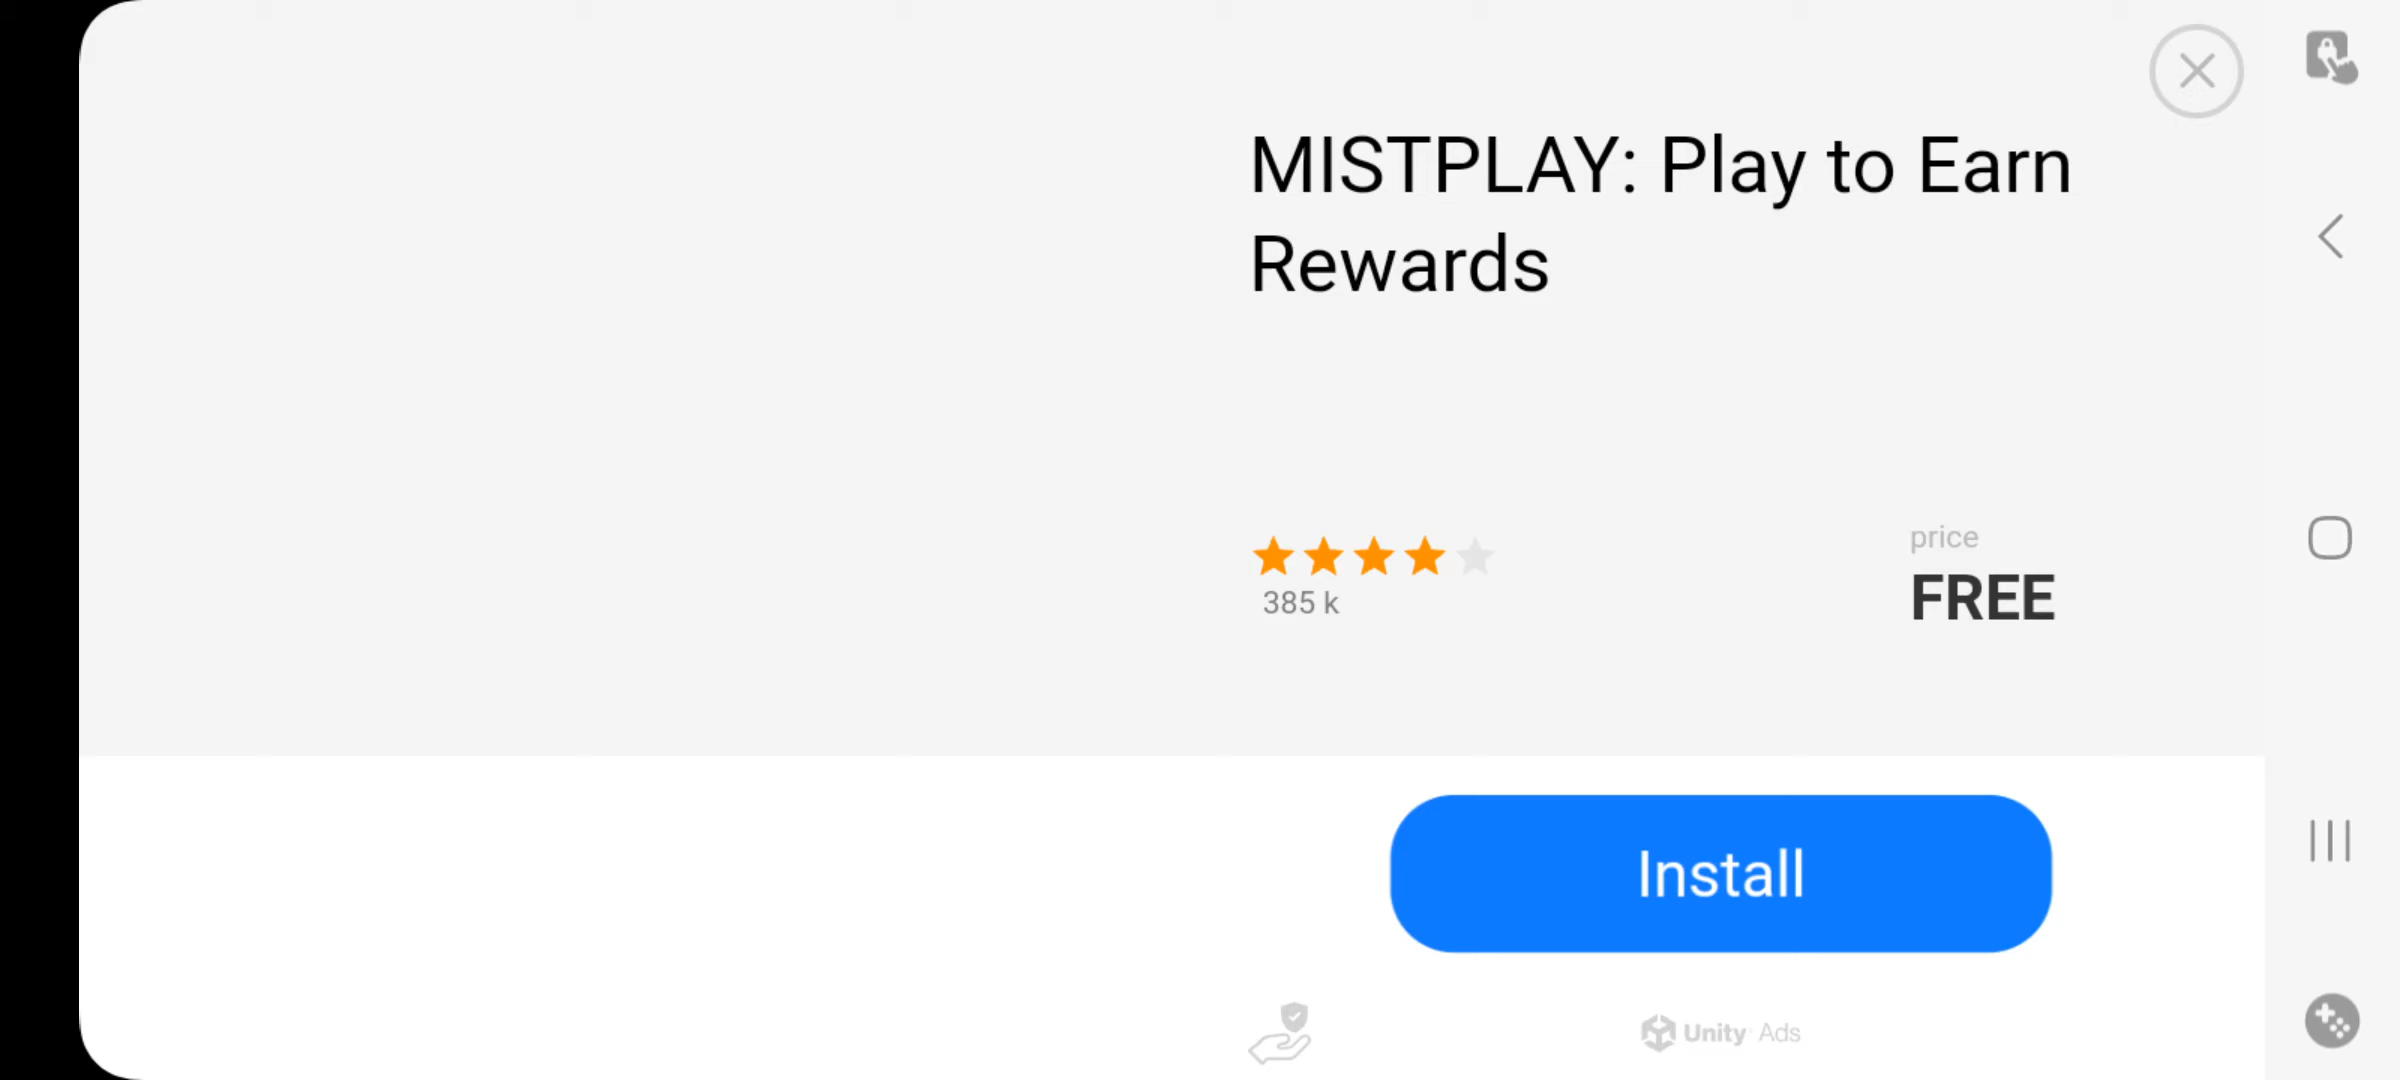 MISTPLAY: Play to Earn
Rewards
385 k
price
FREE
Install
Unity Ads